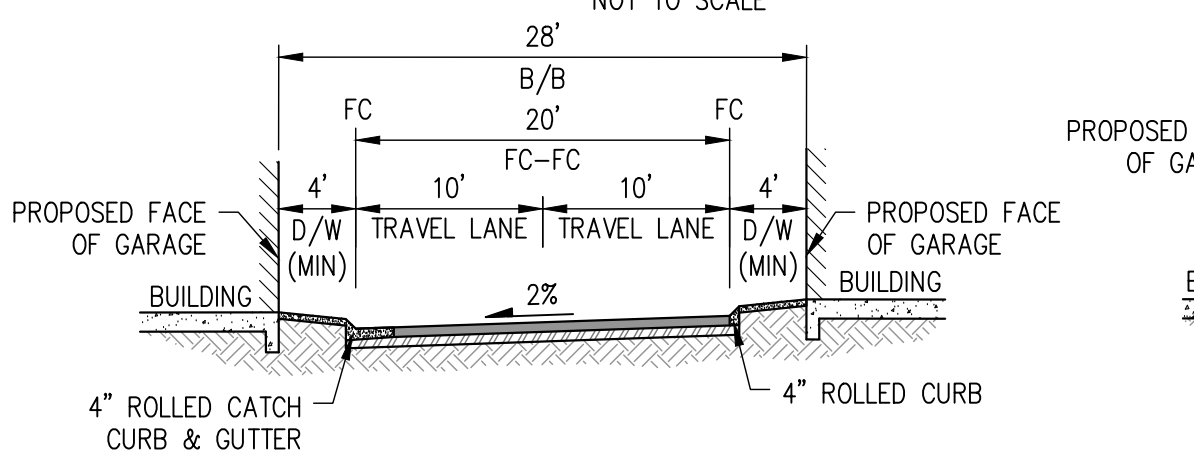 NOT TO SCALE
28'
B/B
FC
FC
20'
FC-FC
4'
10'
10'
4'
PROPOSED FACE
OF GARAGE
D/W
(MIN)
TRAVEL LANE
TRAVEL LANE
D/W
(MIN)
PROPOSED FACE
OF GARAGE
BUILDING
2%
BUILDING
4" ROLLED CATCH
CURB & GUTTER
4" ROLLED CURB
PROPOSED
OF